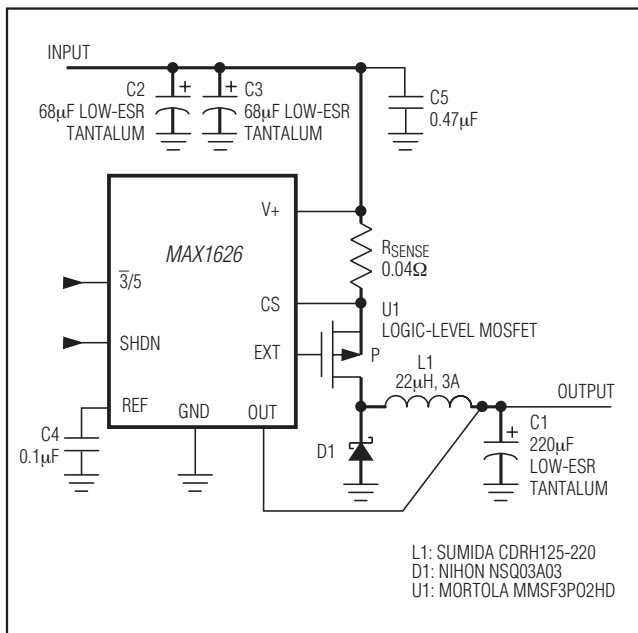 INPUT
C2
68µF LOW-ESR
TANTALUM
+
C3
68µF LOW-ESR
TANTALUM
+
C5
0.47µF
V+
MAX1626
RSENSE
0.04Ω
3̅/5
CS
U1
LOGIC-LEVEL MOSFET
SHDN
EXT
P
L1
22µH, 3A
OUTPUT
REF
GND
OUT
C4
0.1µF
D1
+
C1
220µF
LOW-ESR
TANTALUM
L1: SUMIDA CDRH125-220
D1: NIHON NSQ03A03
U1: MORTOLA MMSF3PO2HD